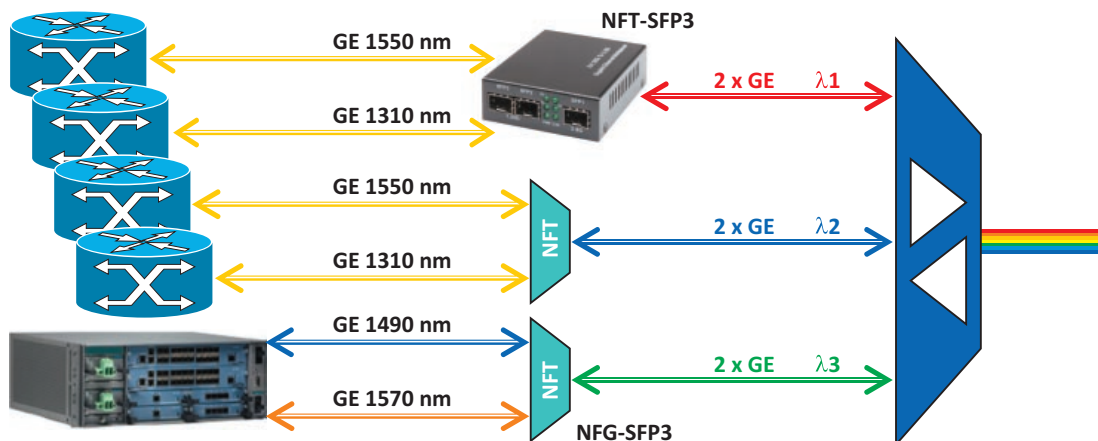 NFT-SFP3
GE 1550 nm
2 x GE λ1
GE 1310 nm
GE 1550 nm
NFT
2 x GE λ2
GE 1310 nm
GE 1490 nm
NFT
2 x GE λ3
GE 1570 nm
NFG-SFP3